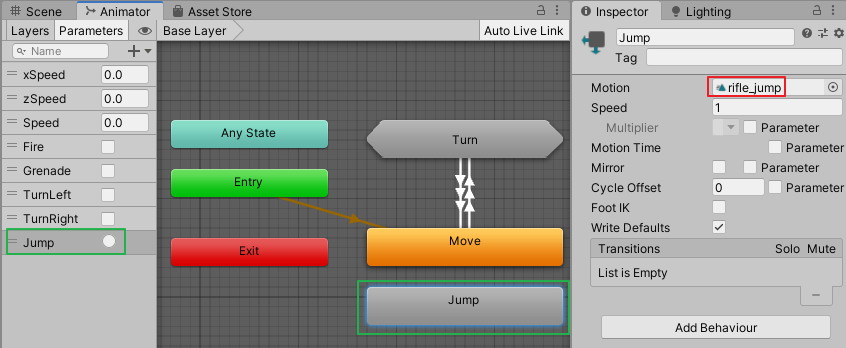 Scene Animator Asset Store
Layers Parameters Base Layer Auto Live Link
Name
xSpeed 0.0
zSpeed 0.0
Speed 0.0
Fire
Grenade
TurnLeft
TurnRight
Jump
Any State
Entry
Exit
Turn
Move
Jump
Inspector Lighting
Jump
Tag
Motion rifle_jump
Speed 1
Multiplier Parameter
Motion Time Parameter
Mirror Parameter
Cycle Offset 0 Parameter
Foot IK
Write Defaults
Transitions Solo Mute
List is Empty
Add Behaviour